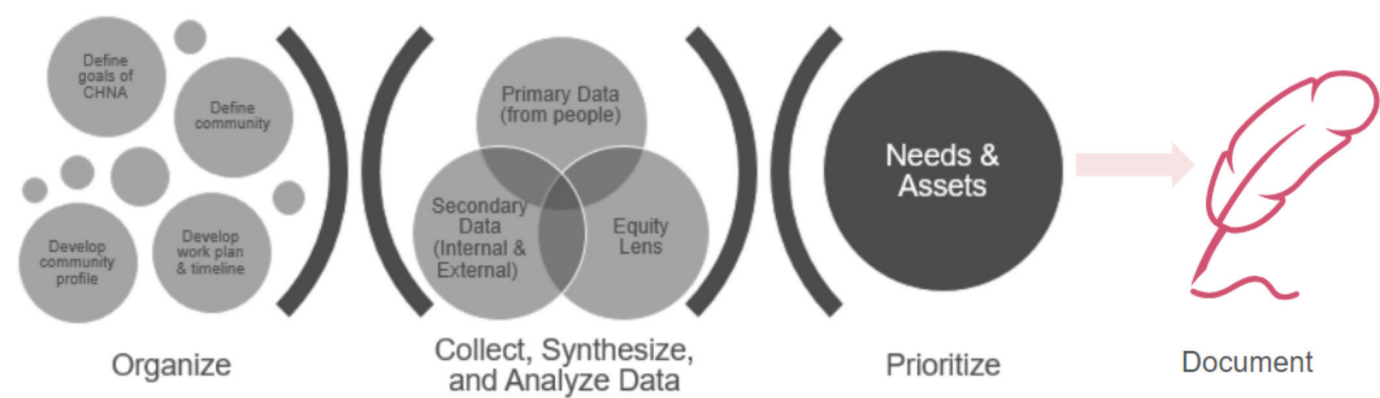 Define
goals of
CHNA
Define
community
Develop
community
profile
Develop
work plan
& timeline
Organize
Primary Data
(from people)
Secondary
Data
(Internal &
External)
Equity
Lens
Collect, Synthesize,
and Analyze Data
Needs &
Assets
Prioritize
Document